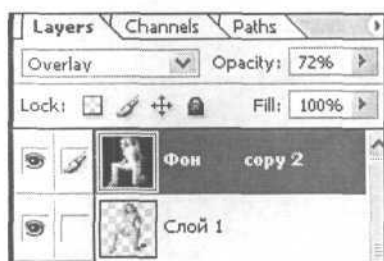 Layers Channels Paths
Overlay Opacity: 72%
Lock: Fill: 100%
Фон copy 2
Слой 1